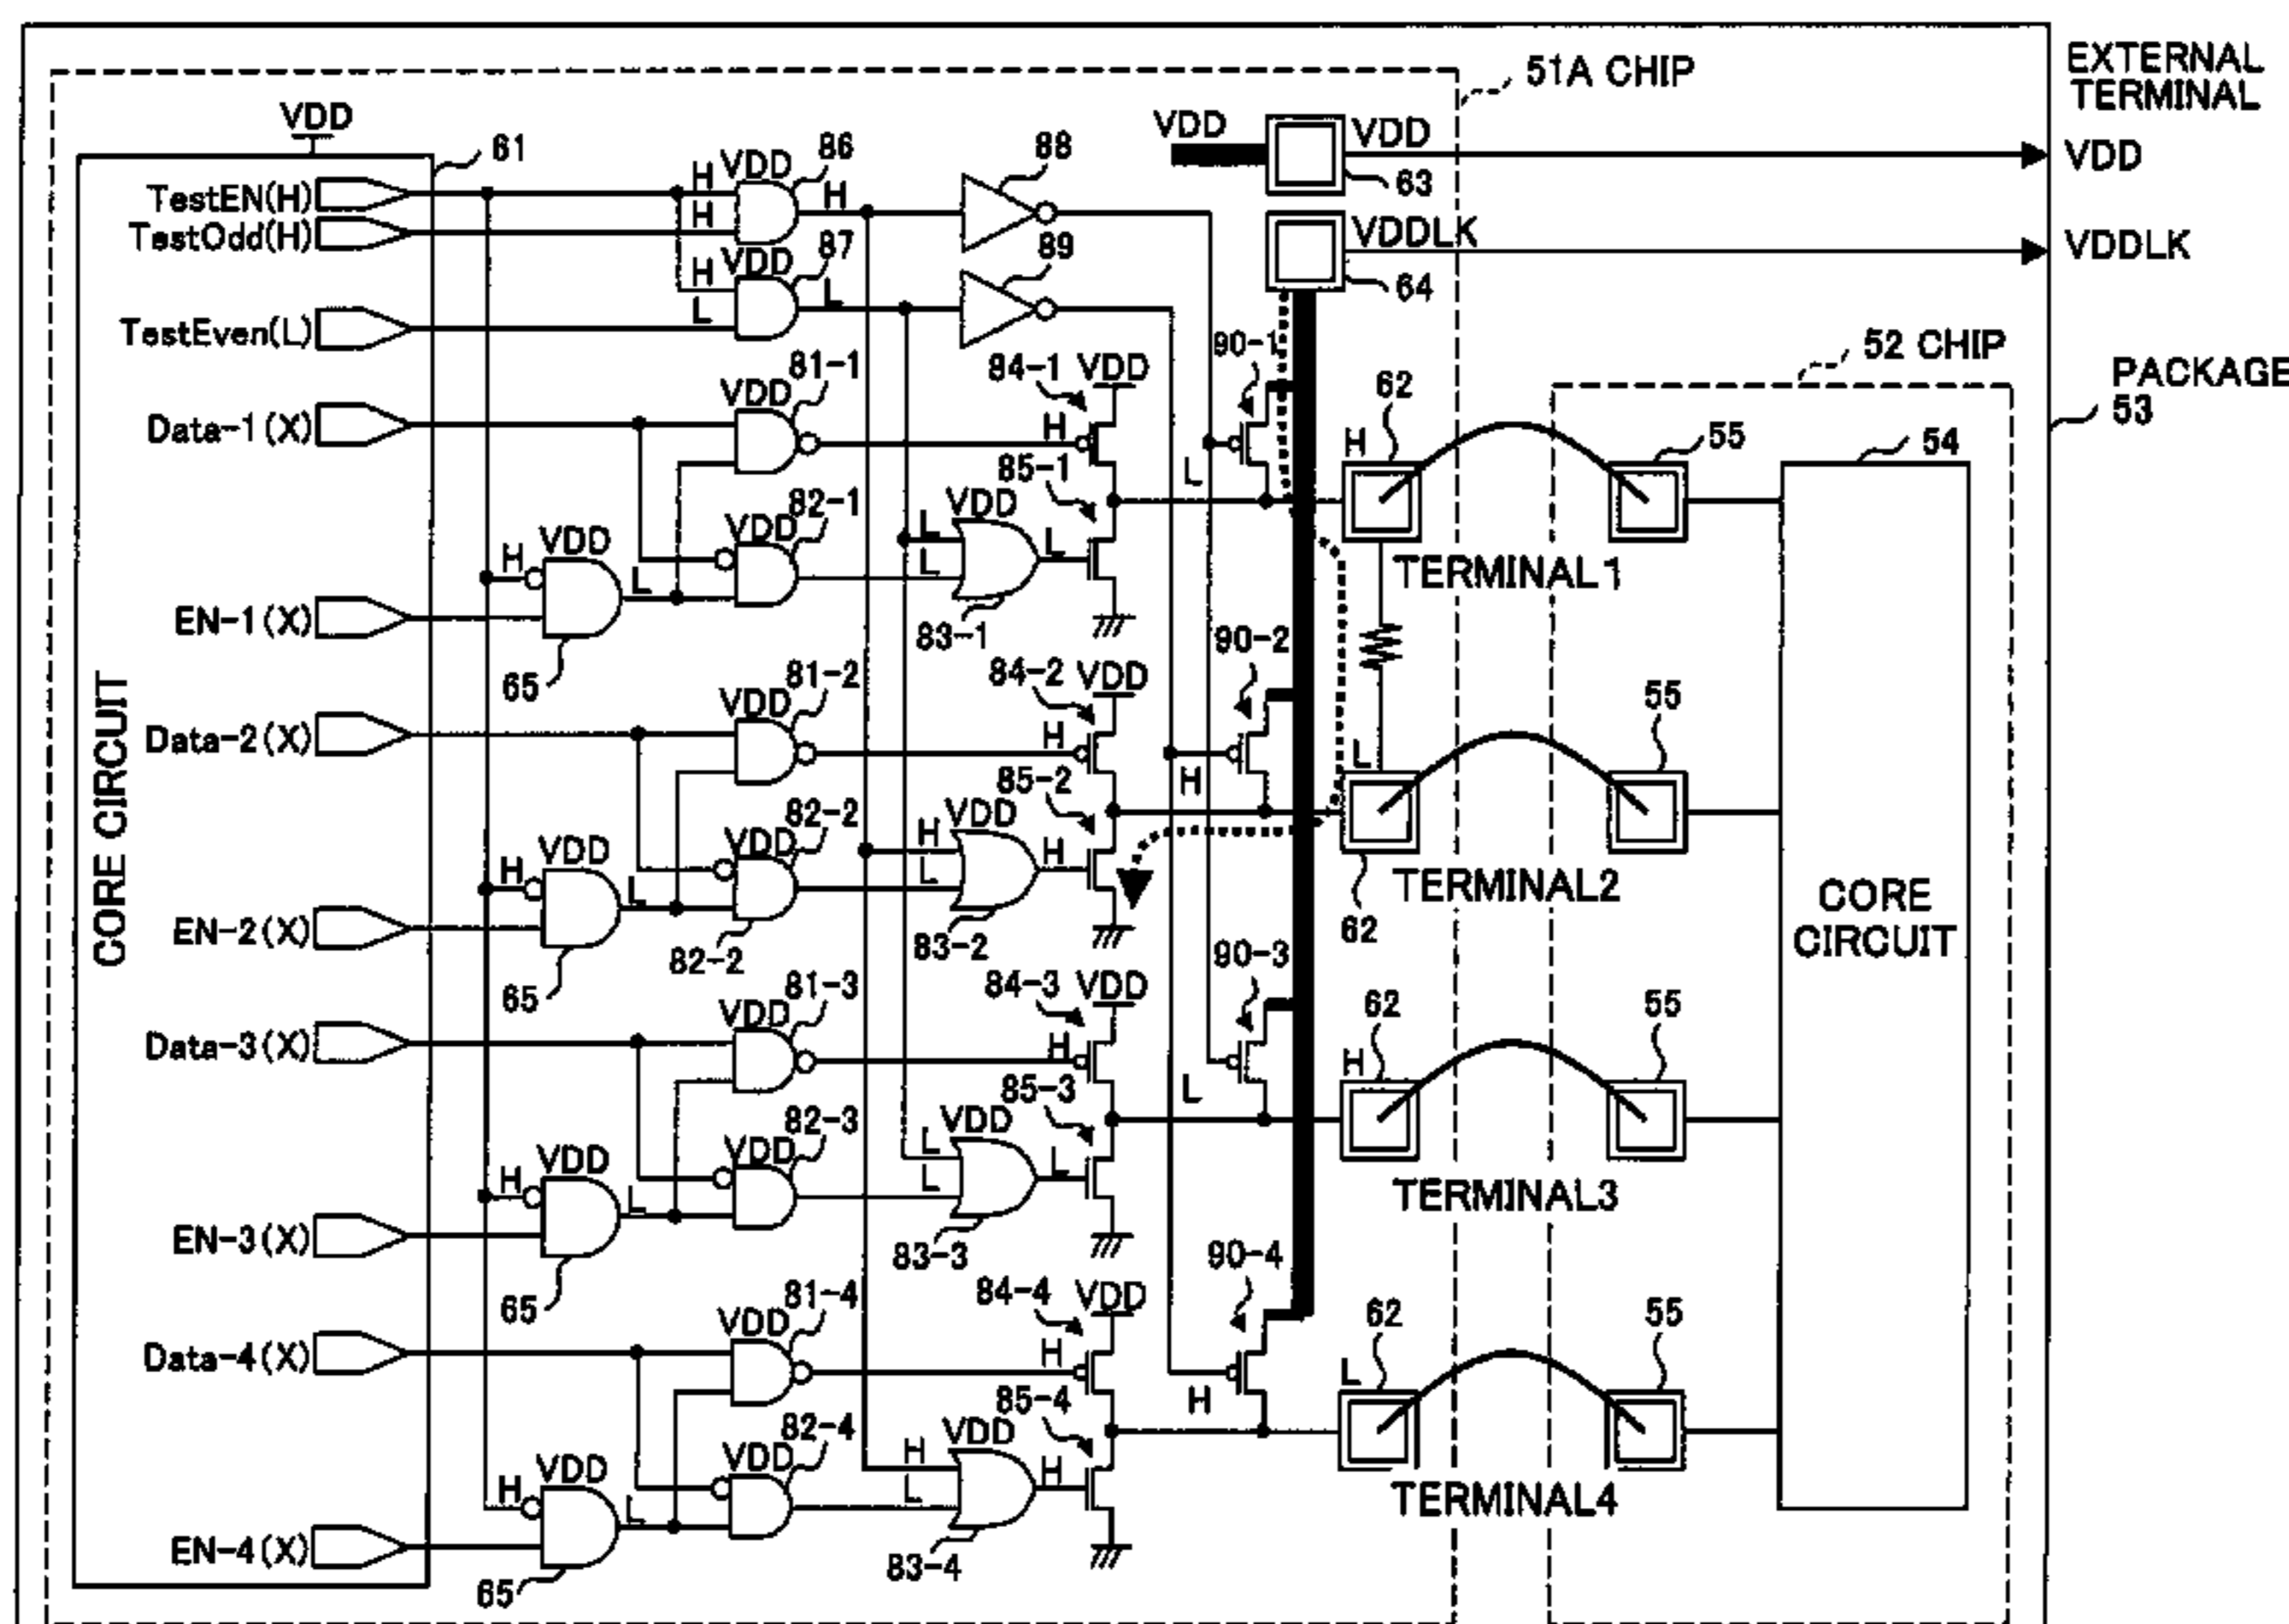 51A CHIP
EXTERNAL
TERMINAL
VDD
61
VDD
86
88
VDD
VDD
VDD
63
TestEN(H)
H
H
H
TestOdd(H)
87
89
VDDLK
VDDLK
64
VDD
H
L
L
TestEven(L)
52 CHIP
PACKAGE
53
81-1
84-1
VDD
90-1
VDD
62
55
54
Data-1(X)
H
H
85-1
L
82-1
VDD
VDD
VDD
H
L
L
L
L
TERMINAL1
EN-1(X)
83-1
65
90-2
81-2
84-2
VDD
VDD
55
Data-2(X)
H
85-2
H
L
82-2
VDD
VDD
VDD
H
L
H
H
L
TERMINAL2
EN-2(X)
82-2
83-2
62
65
90-3
CORE CIRCUIT
CORE
CIRCUIT
81-3
84-3
VDD
VDD
62
55
Data-3(X)
H
H
85-3
L
82-3
VDD
VDD
VDD
H
L
L
L
L
TERMINAL3
EN-3(X)
83-3
90-4
65
81-4
84-4
VDD
VDD
62
55
Data-4(X)
H
L
85-4
H
82-4
VDD
VDD
VDD
H
L
H
H
L
TERMINAL4
EN-4(X)
83-4
65